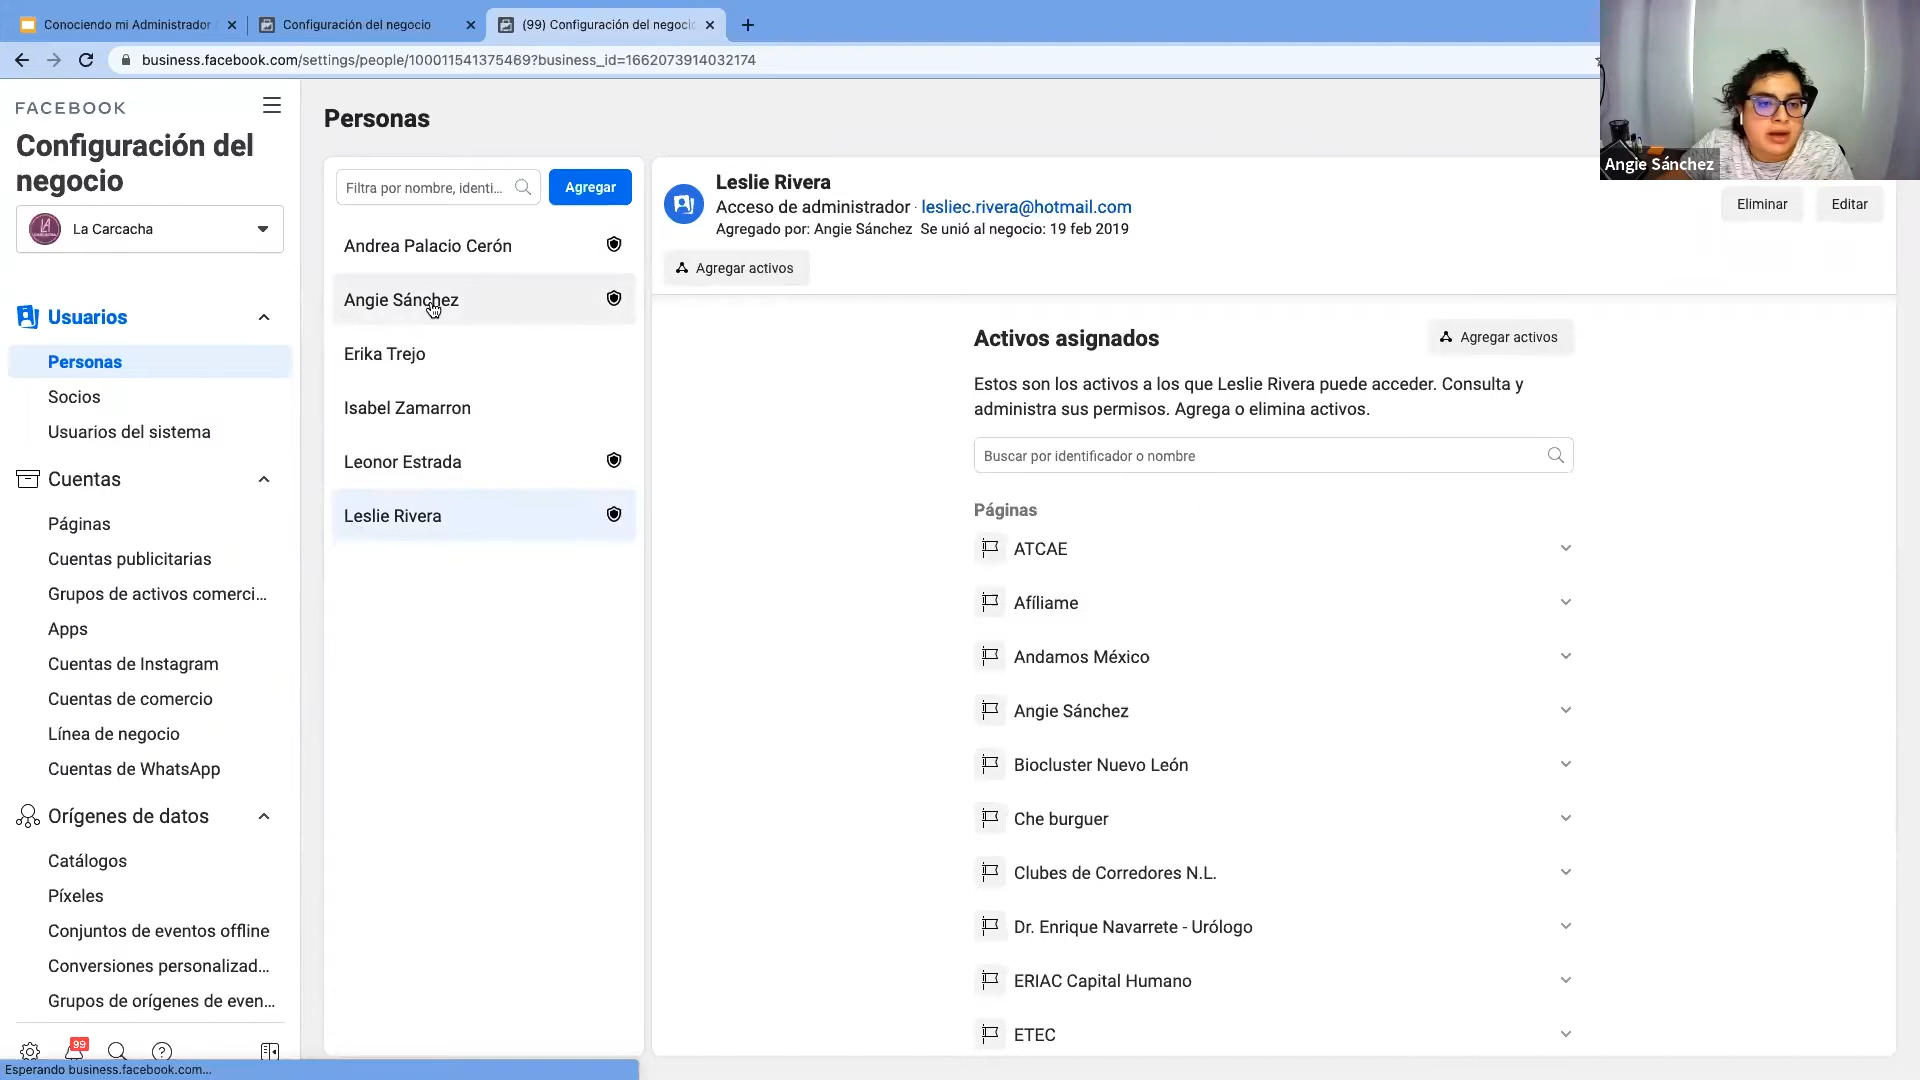 Conociendo mi Administrador
Configuración del negocio
(99) Configuración del negocio
business.facebook.com/settings/people/100011541375469?business_id=1662073914032174
FACEBOOK
Configuración del
negocio
La Carcacha
Usuarios
Personas
Socios
Usuarios del sistema
Cuentas
Páginas
Cuentas publicitarias
Grupos de activos comerci...
Apps
Cuentas de Instagram
Cuentas de comercio
Línea de negocio
Cuentas de WhatsApp
Orígenes de datos
Catálogos
Píxeles
Conjuntos de eventos offline
Conversiones personalizad...
Grupos de orígenes de even...
99
Esperando business.facebook.com...
Personas
Filtra por nombre, identi...
Agregar
Andrea Palacio Cerón
Angie Sánchez
Erika Trejo
Isabel Zamarron
Leonor Estrada
Leslie Rivera
Leslie Rivera
Acceso de administrador · lesliec.rivera@hotmail.com
Agregado por: Angie Sánchez Se unió al negocio: 19 feb 2019
Agregar activos
Eliminar
Editar
Activos asignados
Agregar activos
Estos son los activos a los que Leslie Rivera puede acceder. Consulta y
administra sus permisos. Agrega o elimina activos.
Buscar por identificador o nombre
Páginas
ATCAE
Afíliame
Andamos México
Angie Sánchez
Biocluster Nuevo León
Che burguer
Clubes de Corredores N.L.
Dr. Enrique Navarrete - Urólogo
ERIAC Capital Humano
ETEC
Angie Sánchez